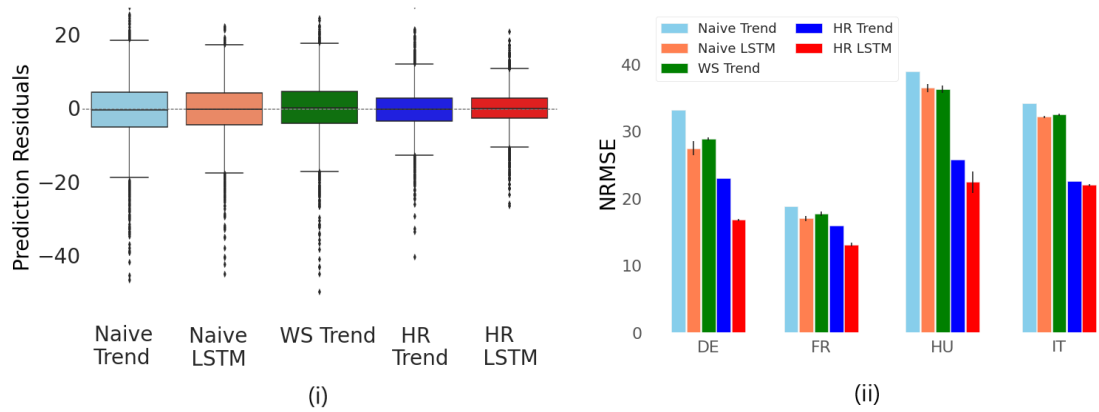 Prediction Residuals
20
0
−20
−40
Naive
Trend
Naive
LSTM
WS Trend
HR
Trend
HR
LSTM
(i)
Naive Trend
Naive LSTM
WS Trend
HR Trend
HR LSTM
NRMSE
40
30
20
10
0
DE
FR
HU
IT
(ii)